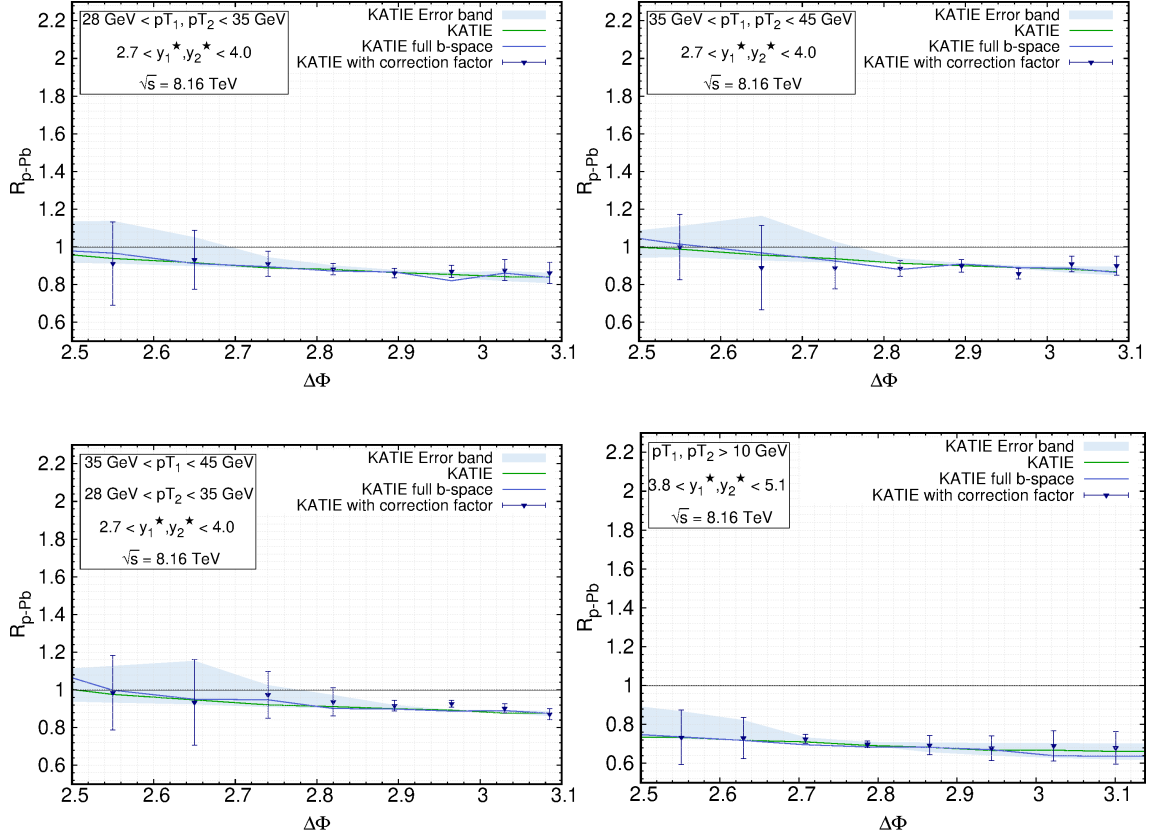 28 GeV < pT₁, pT₂ < 35 GeV
2.7 < y₁★,y₂★ < 4.0
√s = 8.16 TeV
KATIE Error band
KATIE
KATIE full b-space
KATIE with correction factor
R p-Pb
2.2
2
1.8
1.6
1.4
1.2
1
0.8
0.6
2.5 2.6 2.7 2.8 2.9 3 3.1
ΔΦ
35 GeV < pT₁, pT₂ < 45 GeV
2.7 < y₁★,y₂★ < 4.0
√s = 8.16 TeV
KATIE Error band
KATIE
KATIE full b-space
KATIE with correction factor
R p-Pb
2.2
2
1.8
1.6
1.4
1.2
1
0.8
0.6
2.5 2.6 2.7 2.8 2.9 3 3.1
ΔΦ
35 GeV < pT₁ < 45 GeV
28 GeV < pT₂ < 35 GeV
2.7 < y₁★,y₂★ < 4.0
√s = 8.16 TeV
KATIE Error band
KATIE
KATIE full b-space
KATIE with correction factor
R p-Pb
2.2
2
1.8
1.6
1.4
1.2
1
0.8
0.6
2.5 2.6 2.7 2.8 2.9 3 3.1
ΔΦ
pT₁, pT₂ > 10 GeV
3.8 < y₁★,y₂★ < 5.1
√s = 8.16 TeV
KATIE Error band
KATIE
KATIE full b-space
KATIE with correction factor
R p-Pb
2.2
2
1.8
1.6
1.4
1.2
1
0.8
0.6
2.5 2.6 2.7 2.8 2.9 3 3.1
ΔΦ